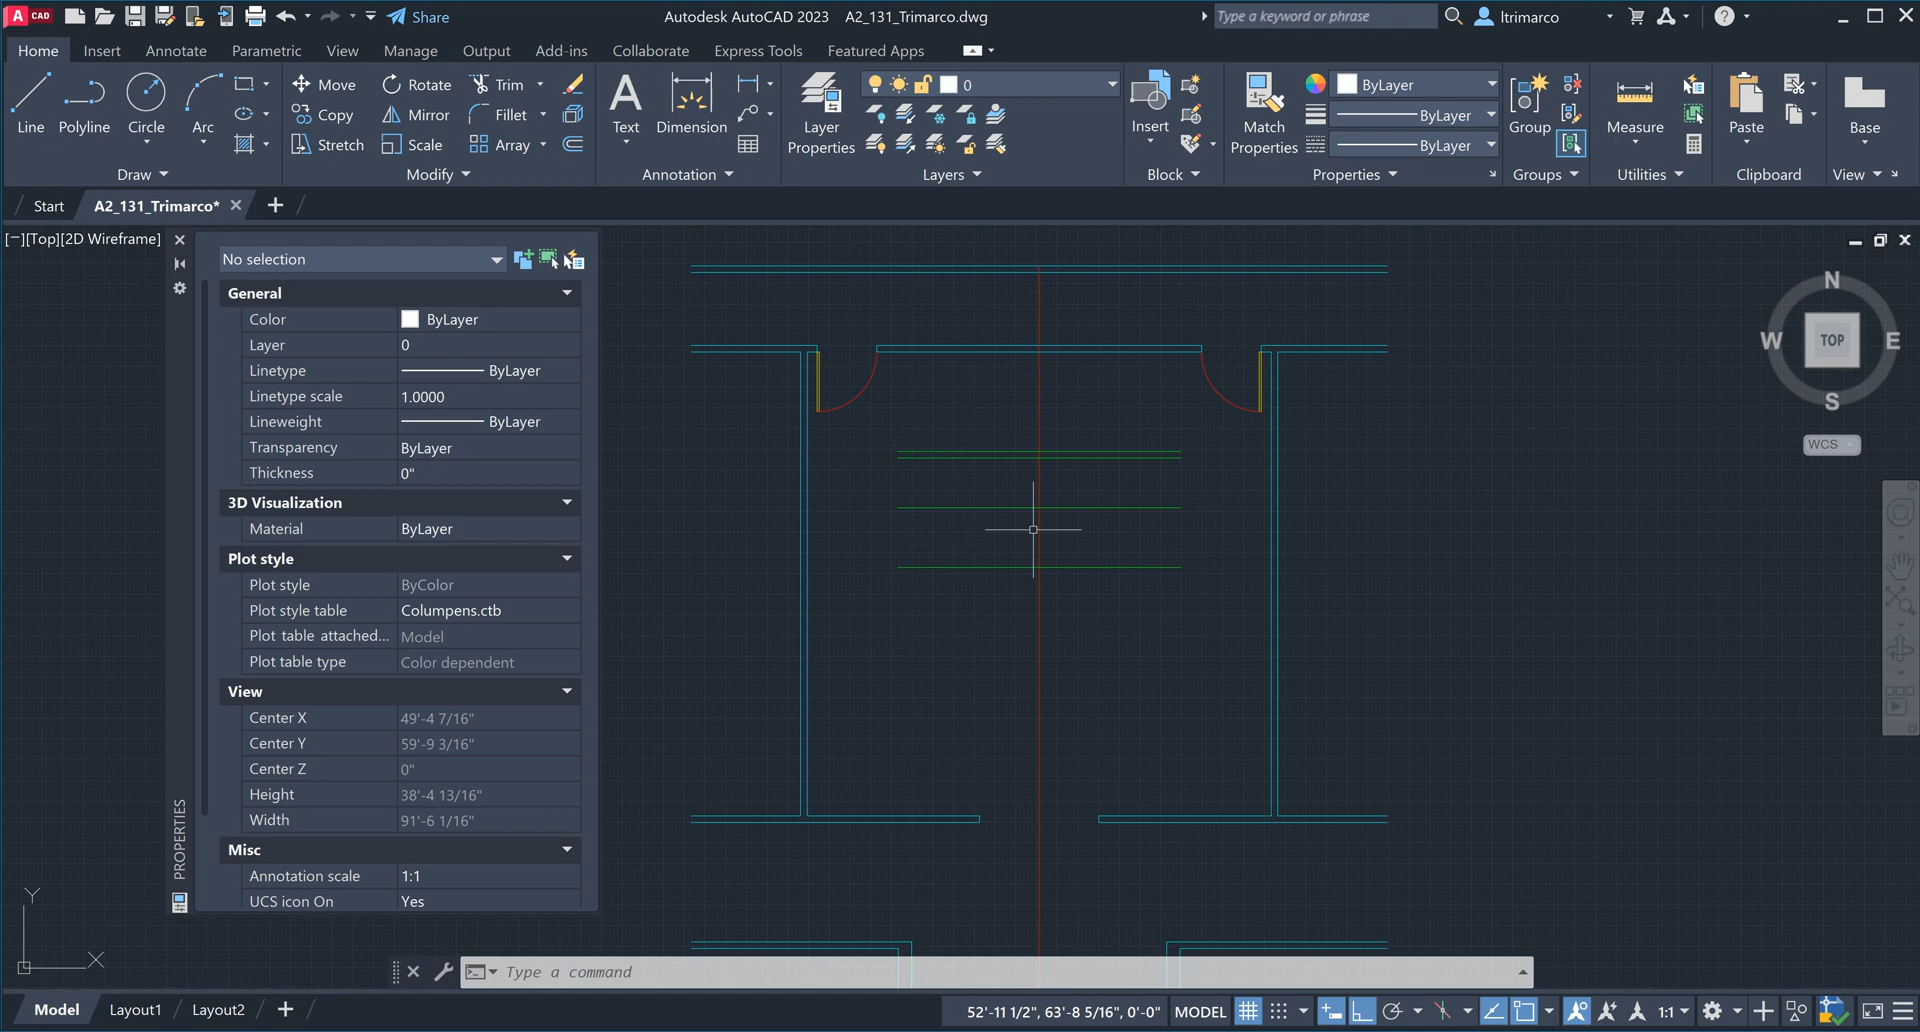 A CAD
Share
Autodesk AutoCAD 2023 A2_131_Trimarco.dwg
Type a keyword or phrase
ltrimarco
Home Insert Annotate Parametric View Manage Output Add-ins Collaborate Express Tools Featured Apps
Line Polyline Circle Arc
Draw
Move Rotate Trim
Copy Mirror Fillet
Stretch Scale Array
Modify
Text Dimension
Annotation
Layer Properties
0
Layers
Insert
Block
Match Properties
ByLayer
ByLayer
ByLayer
Properties
Group
Groups
Measure
Utilities
Paste
Clipboard
Base
View
Start A2_131_Trimarco*
[−][Top][2D Wireframe]
No selection
General
Color ByLayer
Layer 0
Linetype ByLayer
Linetype scale 1.0000
Lineweight ByLayer
Transparency ByLayer
Thickness 0"
3D Visualization
Material ByLayer
Plot style
Plot style ByColor
Plot style table Columpens.ctb
Plot table attached... Model
Plot table type Color dependent
View
Center X 49'-4 7/16"
Center Y 59'-9 3/16"
Center Z 0"
Height 38'-4 13/16"
Width 91'-6 1/16"
Misc
Annotation scale 1:1
UCS icon On Yes
PROPERTIES
N
W TOP E
S
WCS
Y
X
Type a command
Model Layout1 Layout2
52'-11 1/2", 63'-8 5/16", 0'-0" MODEL 1:1